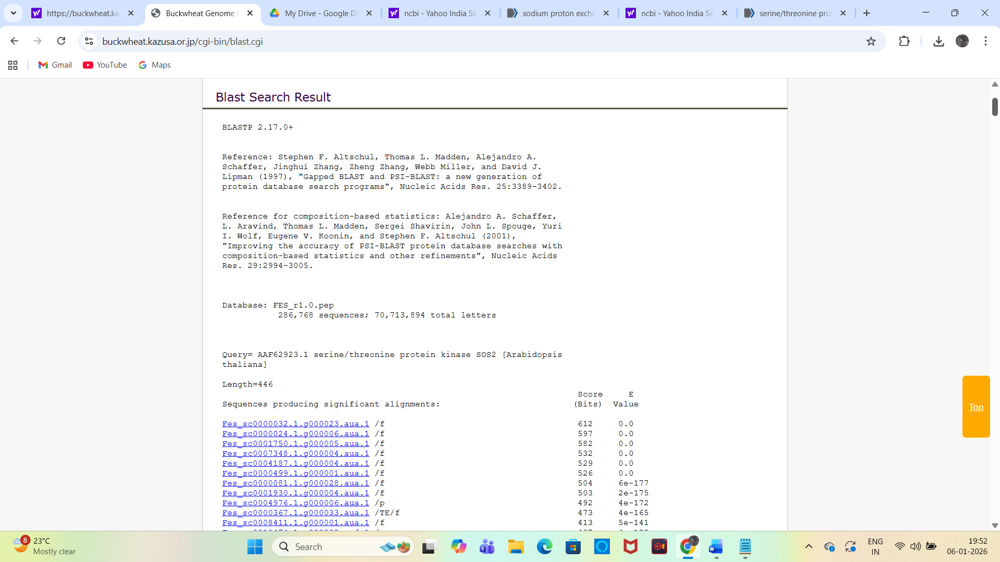 https://buckwheat.ka
Buckwheat Genome
My Drive - Google Dr
ncbi - Yahoo India Se
sodium proton excha
ncbi - Yahoo India Se
serine/threonine pro
buckwheat.kazusa.or.jp/cgi-bin/blast.cgi
Gmail
YouTube
Maps
Blast Search Result
BLASTP 2.17.0+
Reference: Stephen F. Altschul, Thomas L. Madden, Alejandro A.
Schaffer, Jinghui Zhang, Zheng Zhang, Webb Miller, and David J.
Lipman (1997), "Gapped BLAST and PSI-BLAST: a new generation of
protein database search programs", Nucleic Acids Res. 25:3389-3402.
Reference for composition-based statistics: Alejandro A. Schaffer,
L. Aravind, Thomas L. Madden, Sergei Shavirin, John L. Spouge, Yuri
I. Wolf, Eugene V. Koonin, and Stephen F. Altschul (2001),
"Improving the accuracy of PSI-BLAST protein database searches with
composition-based statistics and other refinements", Nucleic Acids
Res. 29:2994-3005.
Database: FES_r1.0.pep
286,768 sequences; 70,713,894 total letters
Query= AAF62923.1 serine/threonine protein kinase SOS2 [Arabidopsis
thaliana]
Length=446
Score E
Sequences producing significant alignments: (Bits) Value
Fes_sc0000032.1.g000023.aua.1 /f 612 0.0
Fes_sc0000024.1.g000006.aua.1 /f 597 0.0
Fes_sc0001750.1.g000005.aua.1 /f 582 0.0
Fes_sc0007348.1.g000004.aua.1 /f 532 0.0
Fes_sc0004187.1.g000004.aua.1 /f 529 0.0
Fes_sc0000499.1.g000001.aua.1 /f 526 0.0
Fes_sc0000081.1.g000028.aua.1 /f 504 6e-177
Fes_sc0001930.1.g000004.aua.1 /f 503 2e-175
Fes_sc0004976.1.g000006.aua.1 /p 492 4e-172
Fes_sc0000367.1.g000033.aua.1 /TE/f 473 4e-165
Fes_sc0008411.1.g000001.aua.1 /f 413 5e-141
Top
8
23°C
Mostly clear
Search
ENG
IN
19:52
06-01-2026